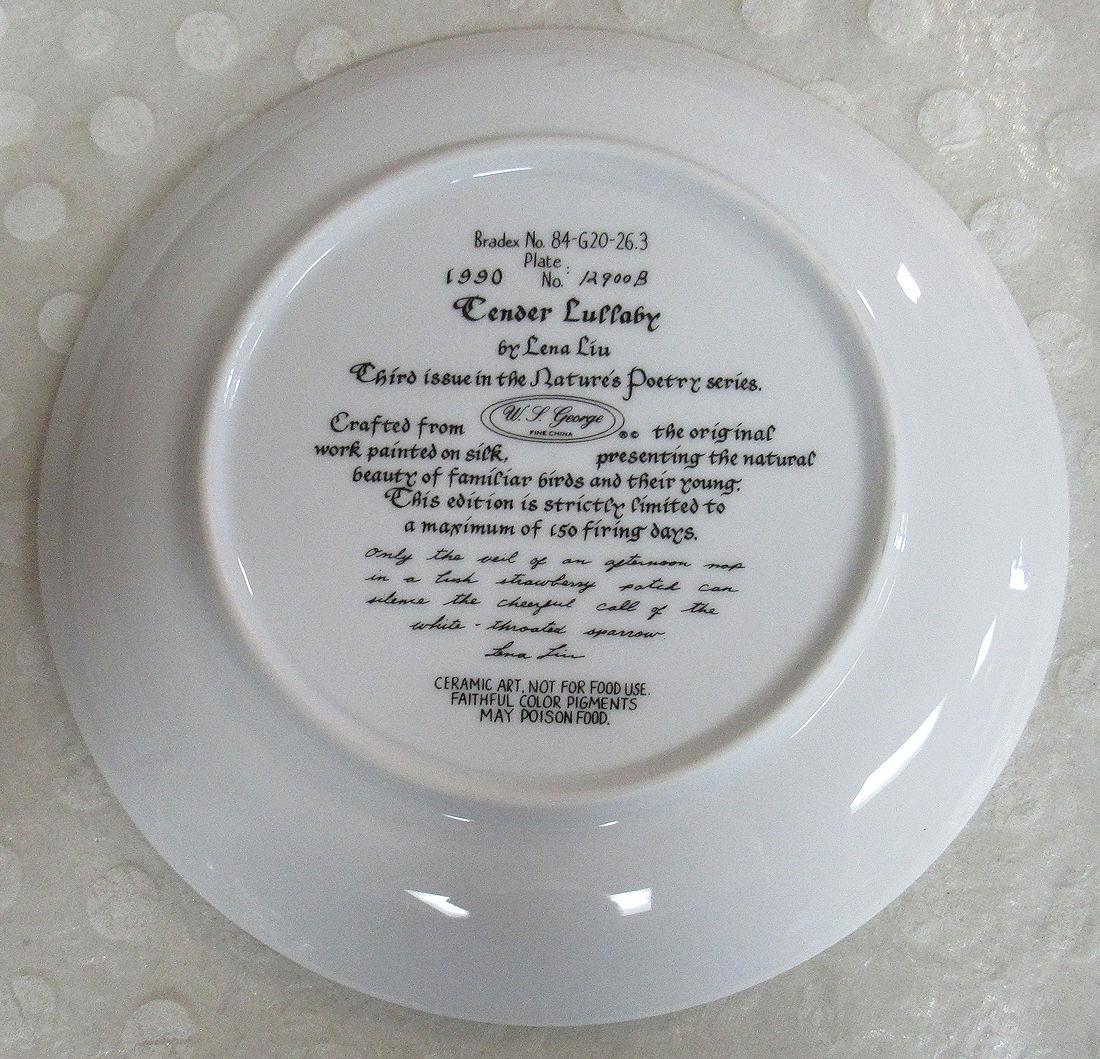 Bradex No. 84-G20-26.3
Plate
1990 No.: 12900B
Tender Lullaby
by Lena Liu
Third issue in the Nature's Poetry series.
Crafted from W. S. George FINE CHINA ®© the original
work painted on silk, presenting the natural
beauty of familiar birds and their young.
This edition is strictly limited to
a maximum of 150 firing days.
Only the veil of an afternoon nap
in a lush strawberry patch can
silence the cheerful call of the
white-throated sparrow.
Lena Liu
CERAMIC ART, NOT FOR FOOD USE.
FAITHFUL COLOR PIGMENTS
MAY POISON FOOD.